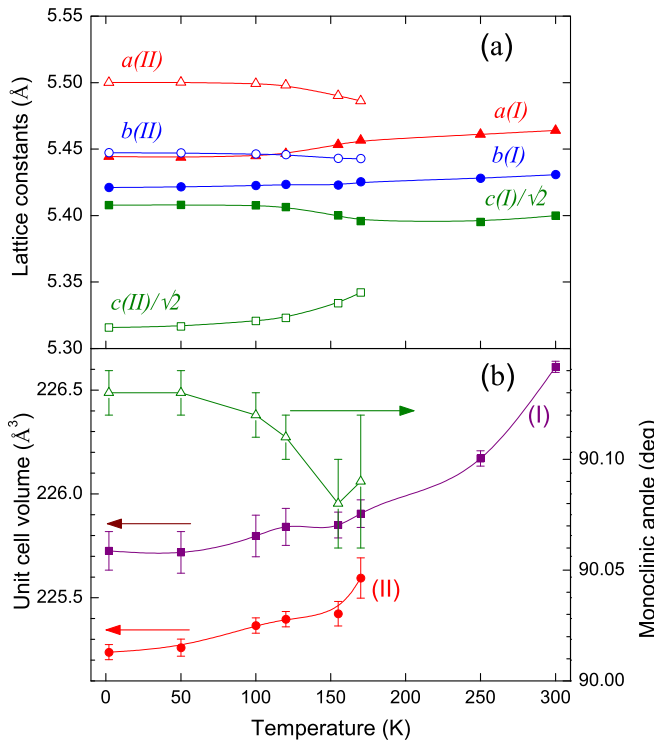 5.55
(a)
a(II)
5.50
Lattice constants (Å)
b(II)
a(I)
5.45
b(I)
c(I)/√2
5.40
5.35
c(II)/√2
5.30
(b)
226.5
(I)
Unit cell volume (Å³)
90.10
226.0
Monoclinic angle (deg)
90.05
225.5
(II)
90.00
0 50 100 150 200 250 300
Temperature (K)